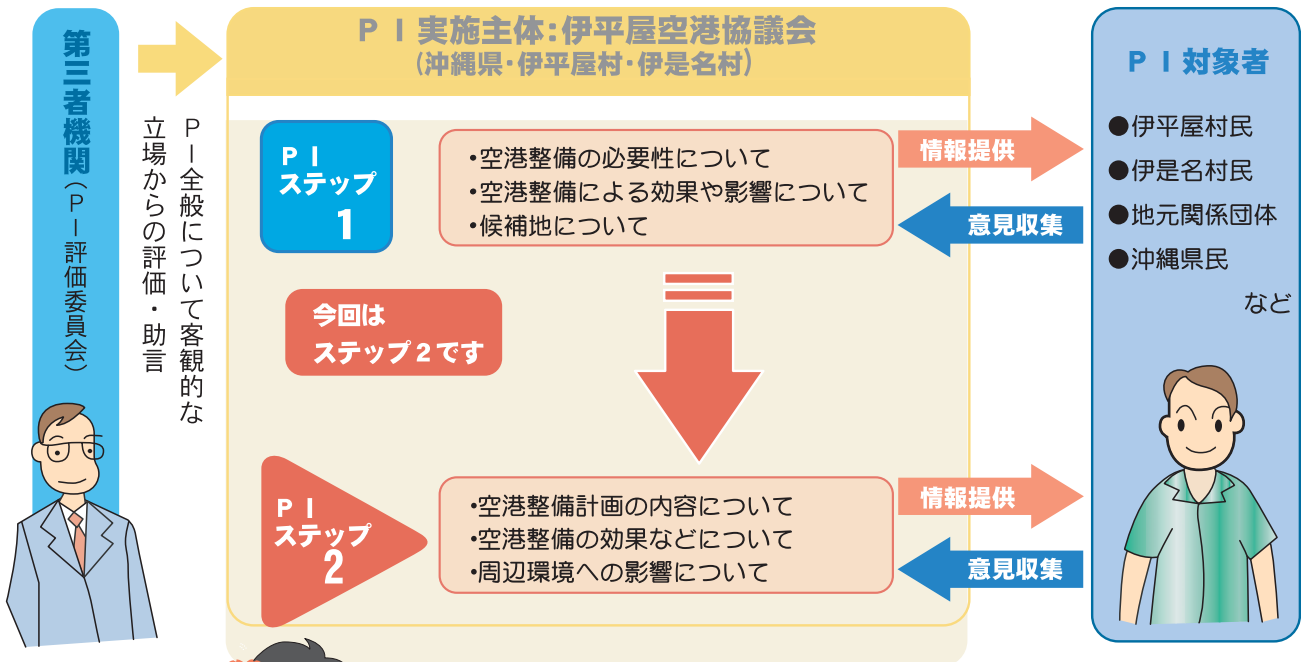 第三者機関（ＰＩ評価委員会）
ＰＩ全般について客観的な
立場からの評価・助言
ＰＩ実施主体：伊平屋空港協議会
（沖縄県・伊平屋村・伊是名村）
ＰＩ
ステップ
1
・空港整備の必要性について
・空港整備による効果や影響について
・候補地について
情報提供
意見収集
今回は
ステップ２です
ＰＩ
ステップ
2
・空港整備計画の内容について
・空港整備の効果などについて
・周辺環境への影響について
情報提供
意見収集
ＰＩ対象者
●伊平屋村民
●伊是名村民
●地元関係団体
●沖縄県民
など